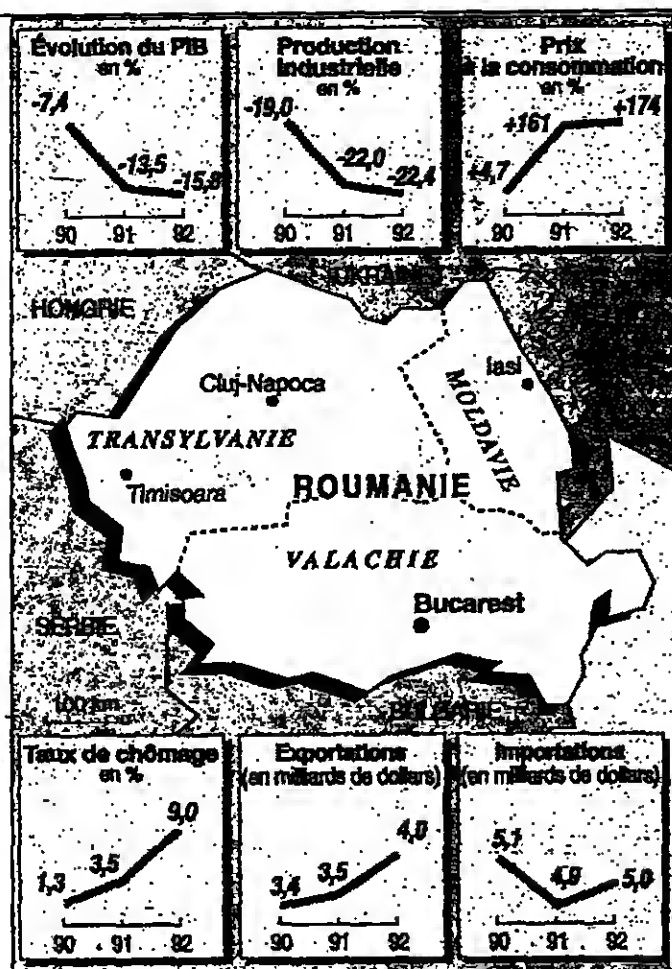 Évolution du PIB
en %
-7,4
-13,5
-15,8
90 91 92
Production
industrielle
en %
-19,0
-22,0
-22,4
90 91 92
Prix
à la consommation
en %
+4,7
+161
+174
90 91 92
UKRAINE
HONGRIE
Iasi
Cluj-Napoca
MOLDAVIE
TRANSYLVANIE
Timisoara
ROUMANIE
VALACHIE
Bucarest
SERBIE
100 km
BULGARIE
Taux de chômage
en %
1,3
3,5
9,0
90 91 92
Exportations
(en milliards de dollars)
3,4
3,5
4,0
90 91 92
Importations
(en milliards de dollars)
5,1
4,9
5,0
90 91 92